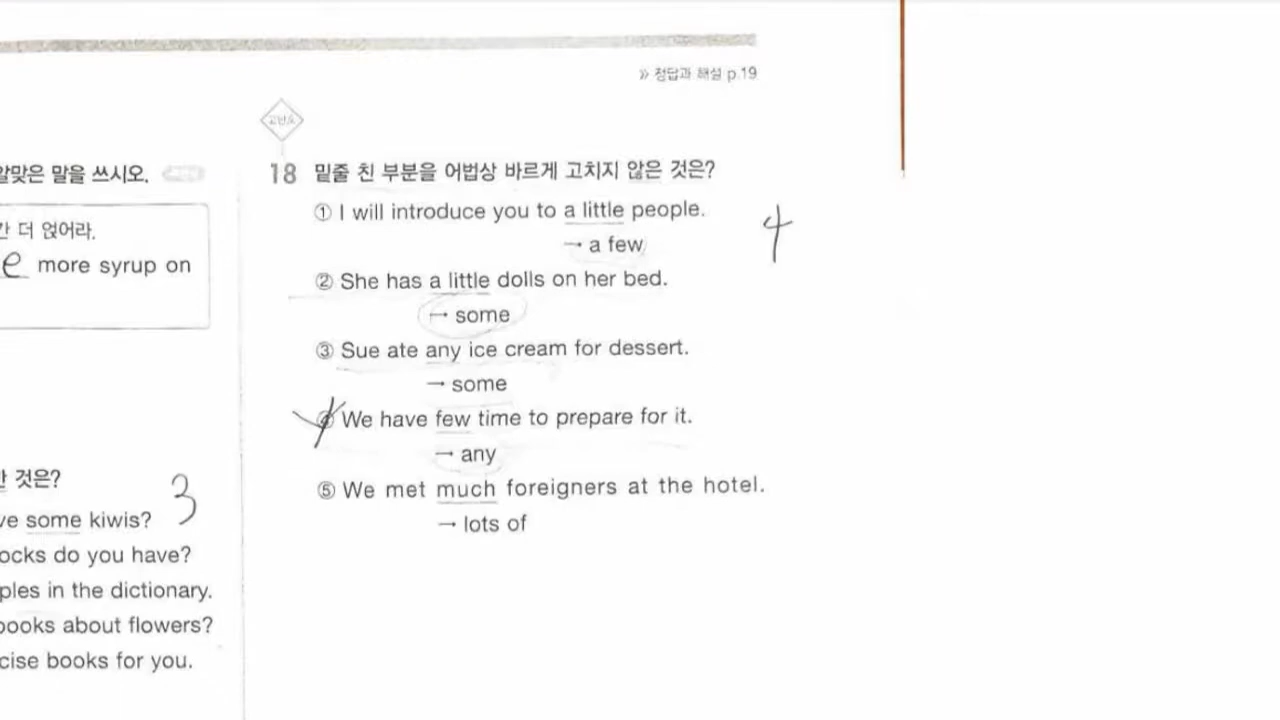 » 정답과 해설 p.19
고난도
알맞은 말을 쓰시오.
간 더 얹어라.
e more syrup on
것은?
3
ve some kiwis?
ocks do you have?
ples in the dictionary.
books about flowers?
cise books for you.
18 밑줄 친 부분을 어법상 바르게 고치지 않은 것은?
4
① I will introduce you to a little people.
→ a few
② She has a little dolls on her bed.
→ some
③ Sue ate any ice cream for dessert.
→ some
④ We have few time to prepare for it.
→ any
⑤ We met much foreigners at the hotel.
→ lots of